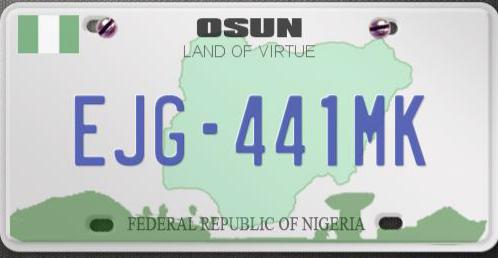 OSUN
LAND OF VIRTUE
EJG-441MK
FEDERAL REPUBLIC OF NIGERIA